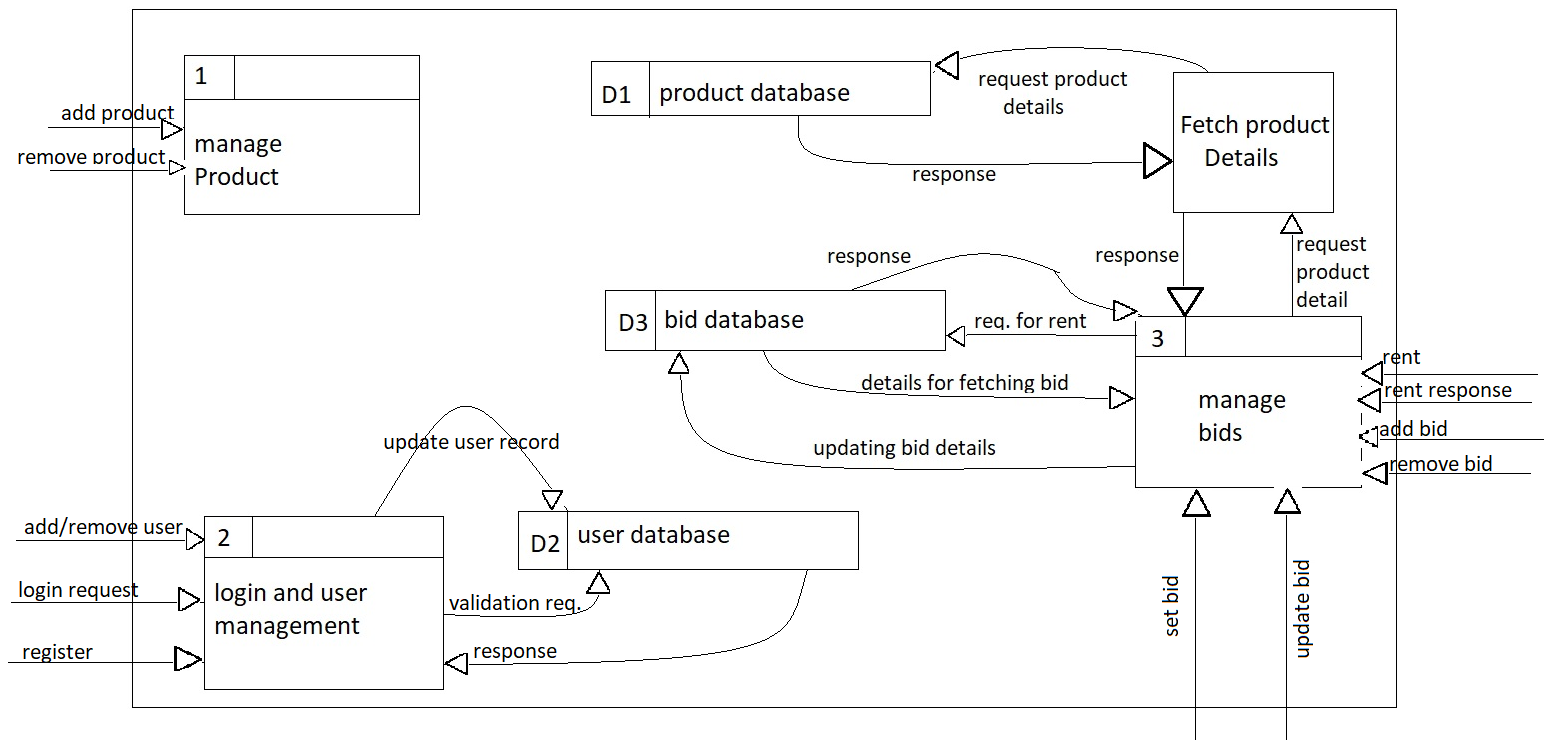 1
add product
manage
remove product
Product
D1
product database
request product
details
Fetch product
Details
response
response
response
request
product
detail
D3
bid database
req. for rent
3
details for fetching bid
manage
bids
rent
rent response
add bid
remove bid
updating bid details
update user record
add/remove user
2
D2
user database
login request
login and user
management
validation req.
register
response
set bid
update bid